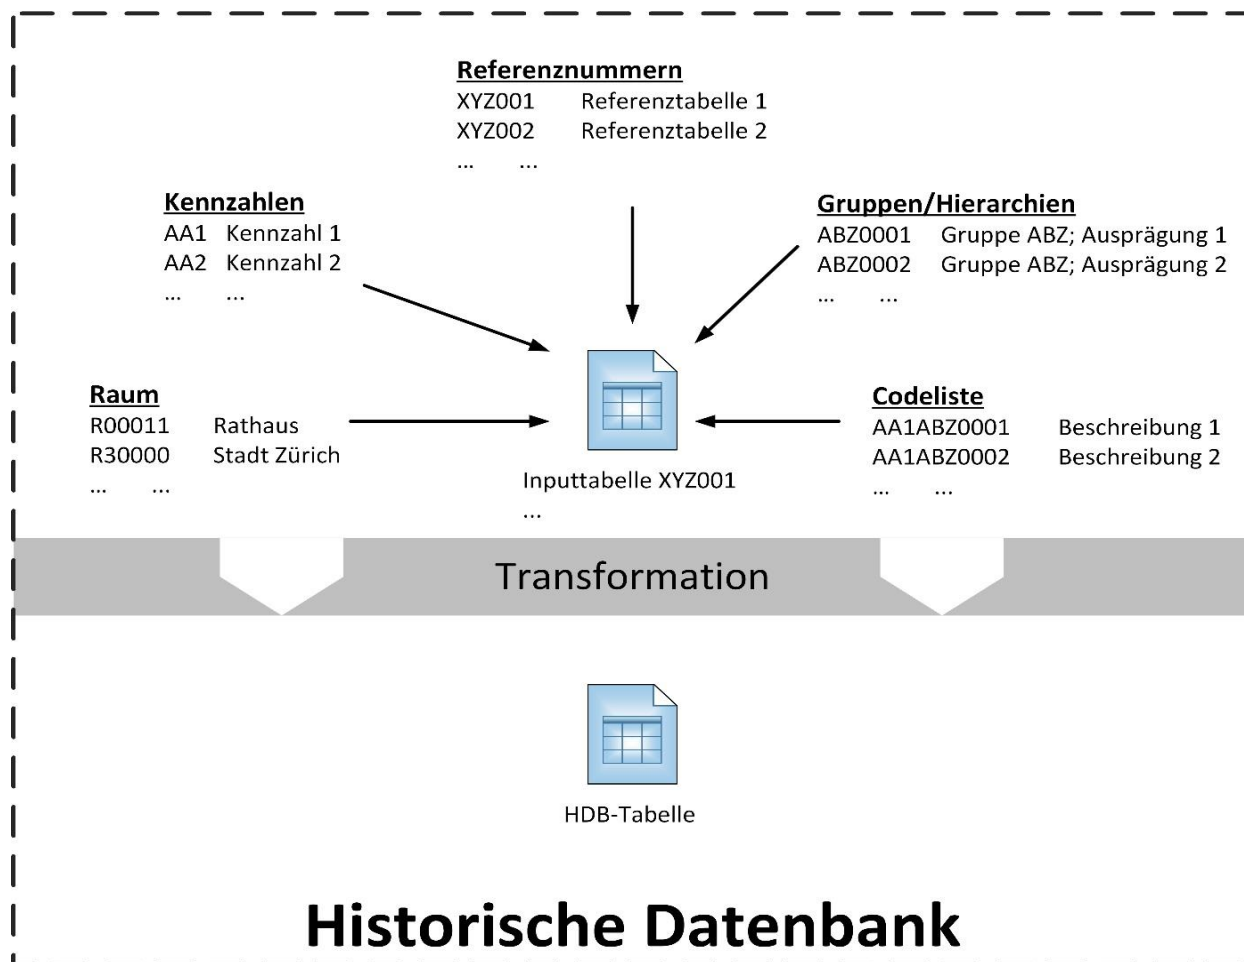 Referenznummern
XYZ001 Referenztabelle 1
XYZ002 Referenztabelle 2
... ...
Kennzahlen
AA1 Kennzahl 1
AA2 Kennzahl 2
... ...
Gruppen/Hierarchien
ABZ0001 Gruppe ABZ; Ausprägung 1
ABZ0002 Gruppe ABZ; Ausprägung 2
... ...
Raum
R00011 Rathaus
R30000 Stadt Zürich
... ...
Codeliste
AA1ABZ0001 Beschreibung 1
AA1ABZ0002 Beschreibung 2
... ...
Inputtabelle XYZ001
...
Transformation
HDB-Tabelle
Historische Datenbank